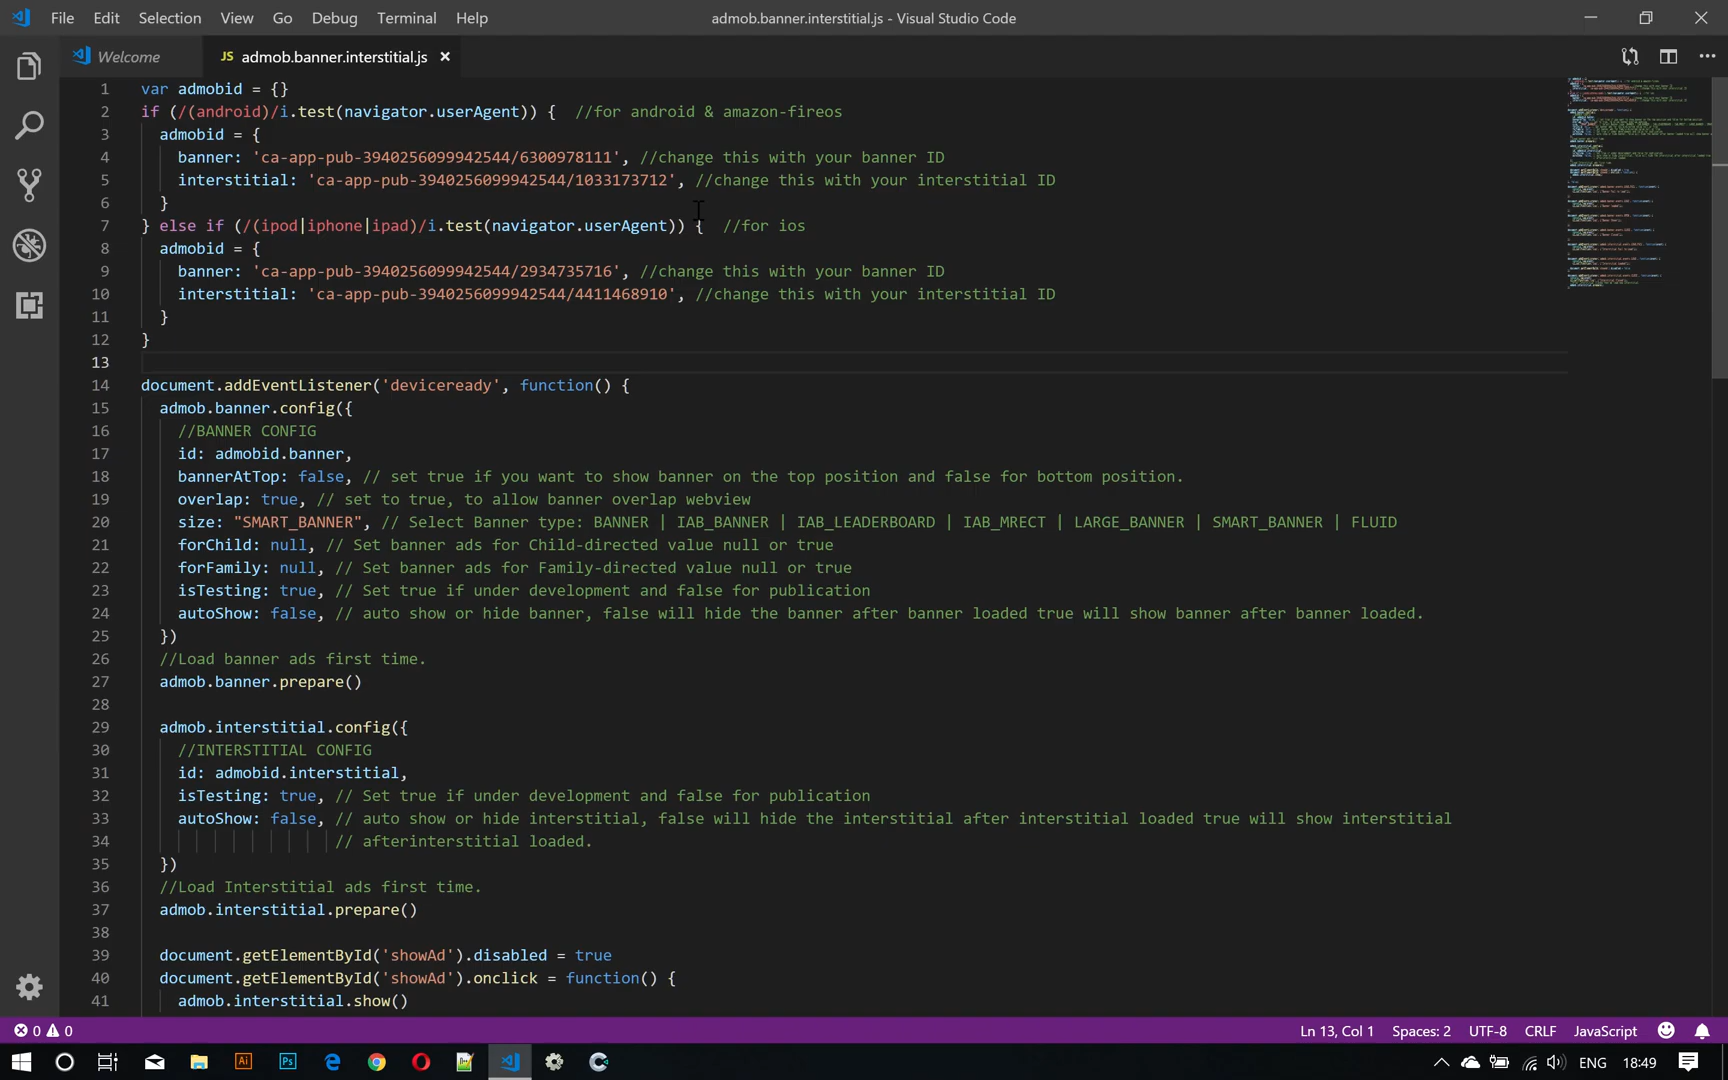 File Edit Selection View Go Debug Terminal Help
admob.banner.interstitial.js - Visual Studio Code
Welcome
JS admob.banner.interstitial.js
1 var admobid = {}
2 if (/(android)/i.test(navigator.userAgent)) { //for android & amazon-fireos
3 admobid = {
4 banner: 'ca-app-pub-3940256099942544/6300978111', //change this with your banner ID
5 interstitial: 'ca-app-pub-3940256099942544/1033173712', //change this with your interstitial ID
6 }
7 } else if (/(ipod|iphone|ipad)/i.test(navigator.userAgent)) { //for ios
8 admobid = {
9 banner: 'ca-app-pub-3940256099942544/2934735716', //change this with your banner ID
10 interstitial: 'ca-app-pub-3940256099942544/4411468910', //change this with your interstitial ID
11 }
12 }
13
14 document.addEventListener('deviceready', function() {
15 admob.banner.config({
16 //BANNER CONFIG
17 id: admobid.banner,
18 bannerAtTop: false, // set true if you want to show banner on the top position and false for bottom position.
19 overlap: true, // set to true, to allow banner overlap webview
20 size: "SMART_BANNER", // Select Banner type: BANNER | IAB_BANNER | IAB_LEADERBOARD | IAB_MRECT | LARGE_BANNER | SMART_BANNER | FLUID
21 forChild: null, // Set banner ads for Child-directed value null or true
22 forFamily: null, // Set banner ads for Family-directed value null or true
23 isTesting: true, // Set true if under development and false for publication
24 autoShow: false, // auto show or hide banner, false will hide the banner after banner loaded true will show banner after banner loaded.
25 })
26 //Load banner ads first time.
27 admob.banner.prepare()
28
29 admob.interstitial.config({
30 //INTERSTITIAL CONFIG
31 id: admobid.interstitial,
32 isTesting: true, // Set true if under development and false for publication
33 autoShow: false, // auto show or hide interstitial, false will hide the interstitial after interstitial loaded true will show interstitial
34 // afterinterstitial loaded.
35 })
36 //Load Interstitial ads first time.
37 admob.interstitial.prepare()
38
39 document.getElementById('showAd').disabled = true
40 document.getElementById('showAd').onclick = function() {
41 admob.interstitial.show()
0 0 Ln 13, Col 1 Spaces: 2 UTF-8 CRLF JavaScript
Ai Ps ENG 18:49